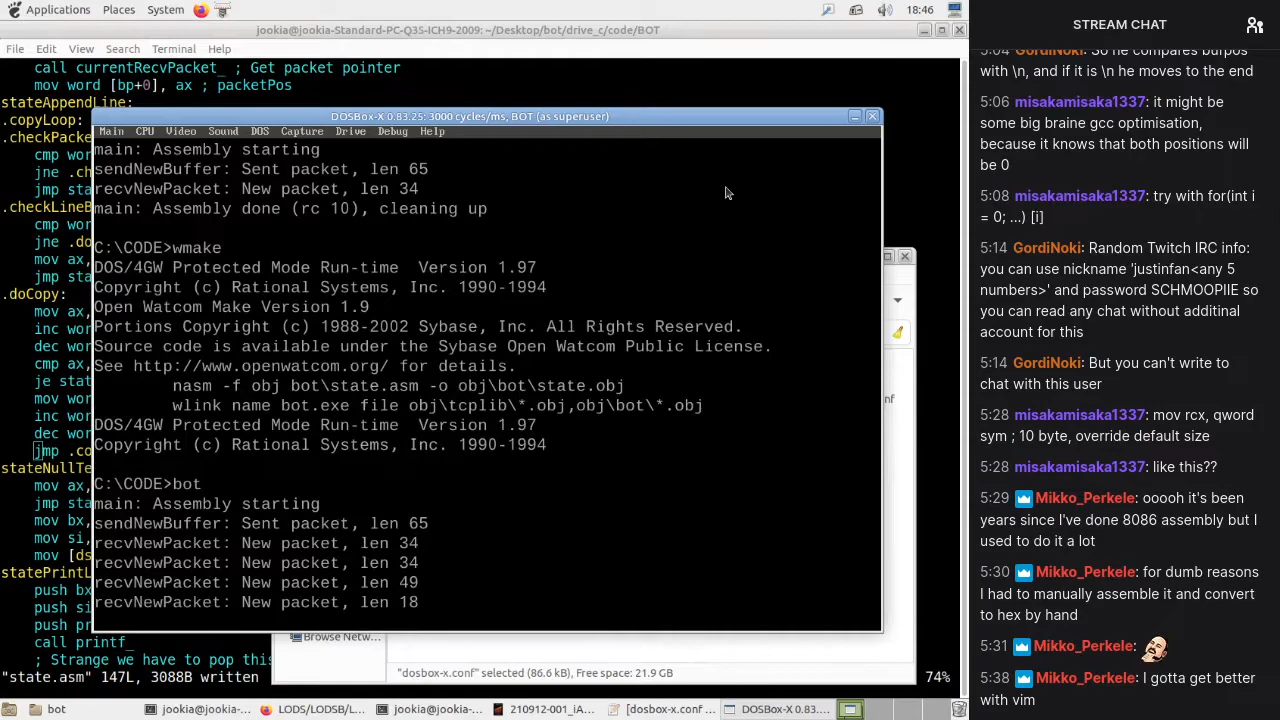 Applications Places System 18:46
jookia@jookia-Standard-PC-Q35-ICH9-2009: ~/Desktop/bot/drive_c/code/BOT
File Edit View Search Terminal Help
call currentRecvPacket_ ; Get packet pointer
mov word [bp+0], ax ; packetPos
stateAppendLine:
.copyLoop:
.checkPacke
cmp wor
jne .ch
jmp sta
.checkLineB
cmp wor
jne .do
mov ax,
jmp sta
.doCopy:
mov ax,
inc wor
dec wor
cmp ax,
je stat
mov wor
inc wor
dec wor
jmp .co
stateNullTe
mov ax,
jmp sta
mov bx,
mov si,
mov [ds
statePrintL
push bx
push si
push pr
call printf_
; Strange we have to pop this
"state.asm" 147L, 3088B written 74%
DOSBox-X 0.83.25: 3000 cycles/ms, BOT (as superuser)
Main CPU Video Sound DOS Capture Drive Debug Help
main: Assembly starting
sendNewBuffer: Sent packet, len 65
recvNewPacket: New packet, len 34
main: Assembly done (rc 10), cleaning up
C:\CODE>wmake
DOS/4GW Protected Mode Run-time Version 1.97
Copyright (c) Rational Systems, Inc. 1990-1994
Open Watcom Make Version 1.9
Portions Copyright (c) 1988-2002 Sybase, Inc. All Rights Reserved.
Source code is available under the Sybase Open Watcom Public License.
See http://www.openwatcom.org/ for details.
nasm -f obj bot\state.asm -o obj\bot\state.obj
wlink name bot.exe file obj\tcplib\*.obj,obj\bot\*.obj
DOS/4GW Protected Mode Run-time Version 1.97
Copyright (c) Rational Systems, Inc. 1990-1994
C:\CODE>bot
main: Assembly starting
sendNewBuffer: Sent packet, len 65
recvNewPacket: New packet, len 34
recvNewPacket: New packet, len 34
recvNewPacket: New packet, len 49
recvNewPacket: New packet, len 18
nf
Browse Netw...
"dosbox-x.conf" selected (86.6 kB), Free space: 21.9 GB
bot
jookia@jookia-...
LODS/LODSB/L...
jookia@jookia-...
210912-001_iA...
[dosbox-x.conf ...
DOSBox-X 0.83....
STREAM CHAT
5:04 GordiNoki: So he compares bufpos
with \n, and if it is \n he moves to the end
5:06 misakamisaka1337: it might be
some big braine gcc optimisation,
because it knows that both positions will
be 0
5:08 misakamisaka1337: try with for(int i
= 0; ...) [i]
5:14 GordiNoki: Random Twitch IRC info:
you can use nickname 'justinfan<any 5
numbers>' and password SCHMOOPIIE so
you can read any chat without additinal
account for this
5:14 GordiNoki: But you can't write to
chat with this user
5:28 misakamisaka1337: mov rcx, qword
sym ; 10 byte, override default size
5:28 misakamisaka1337: like this??
5:29 Mikko_Perkele: ooooh it's been
years since I've done 8086 assembly but I
used to do it a lot
5:30 Mikko_Perkele: for dumb reasons
I had to manually assemble it and convert
to hex by hand
5:31 Mikko_Perkele:
5:38 Mikko_Perkele: I gotta get better
with vim